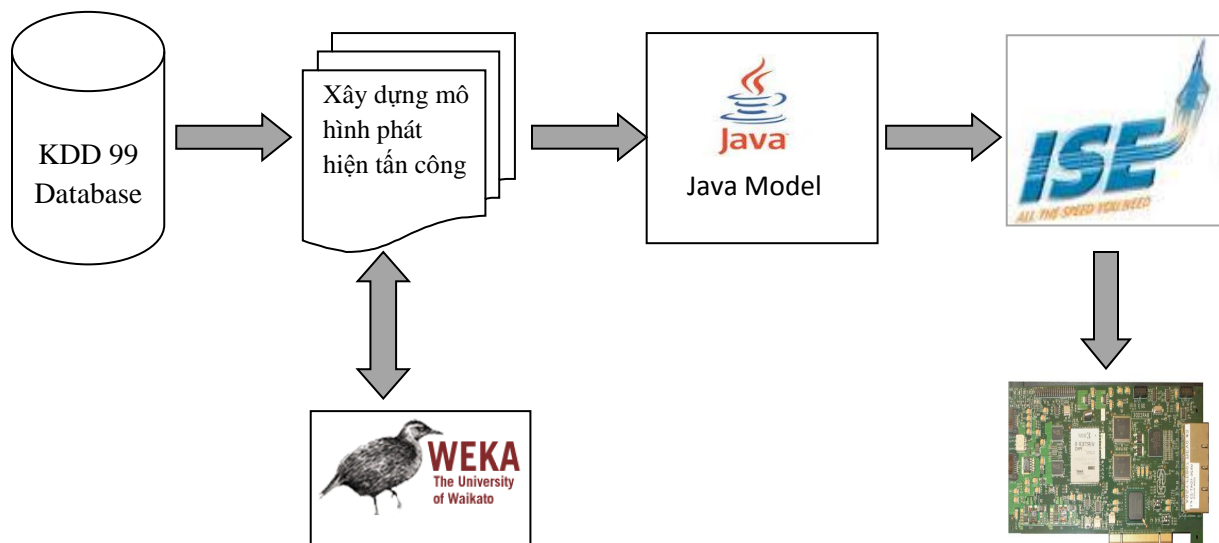 KDD 99
Database
Xây dựng mô
hình phát
hiện tấn công
Java
Java Model
ISE
ALL THE SPEED YOU NEED
WEKA
The University
of Waikato